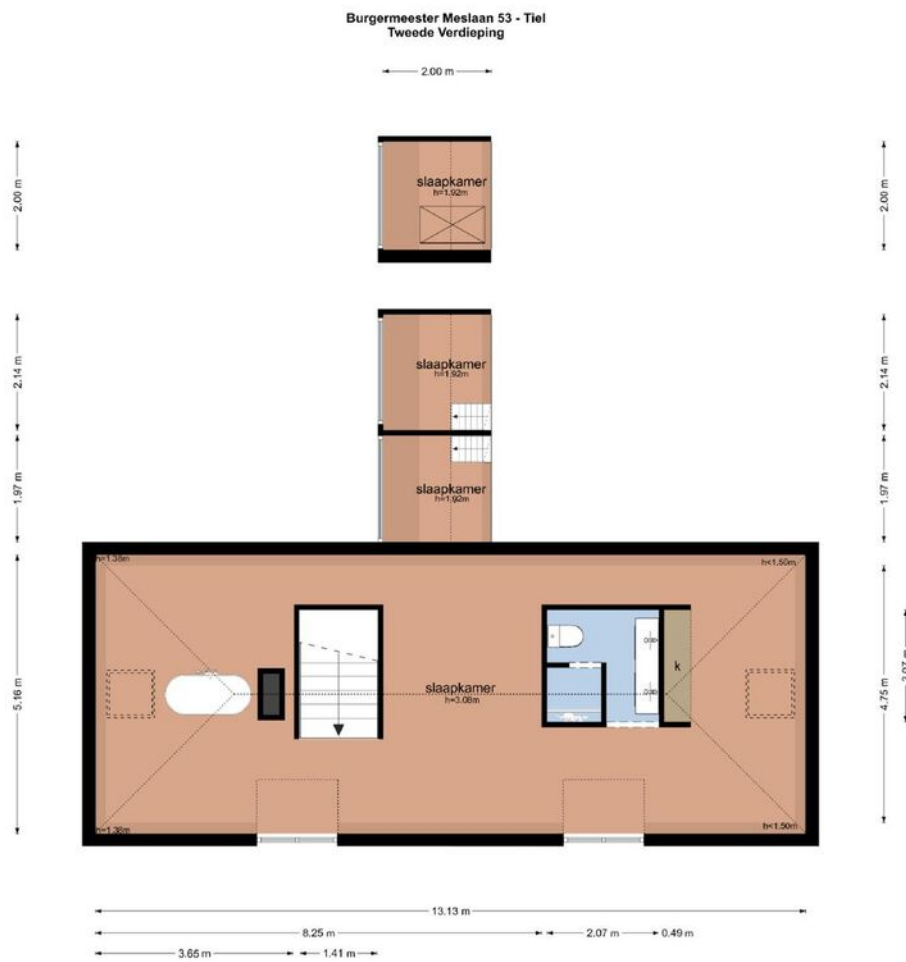 Burgermeester Meslaan 53 - Tiel
Tweede Verdieping
2.00 m
2.00 m
2.00 m
slaapkamer
h=1.92m
2.14 m
2.14 m
slaapkamer
h=1.92m
1.97 m
1.97 m
slaapkamer
h=1.92m
h=1.38m
h<1.50m
5.16 m
4.75 m
2.07 m
k
slaapkamer
h=3.08m
h=1.38m
h<1.50m
13.13 m
8.25 m
2.07 m
0.49 m
3.65 m
1.41 m